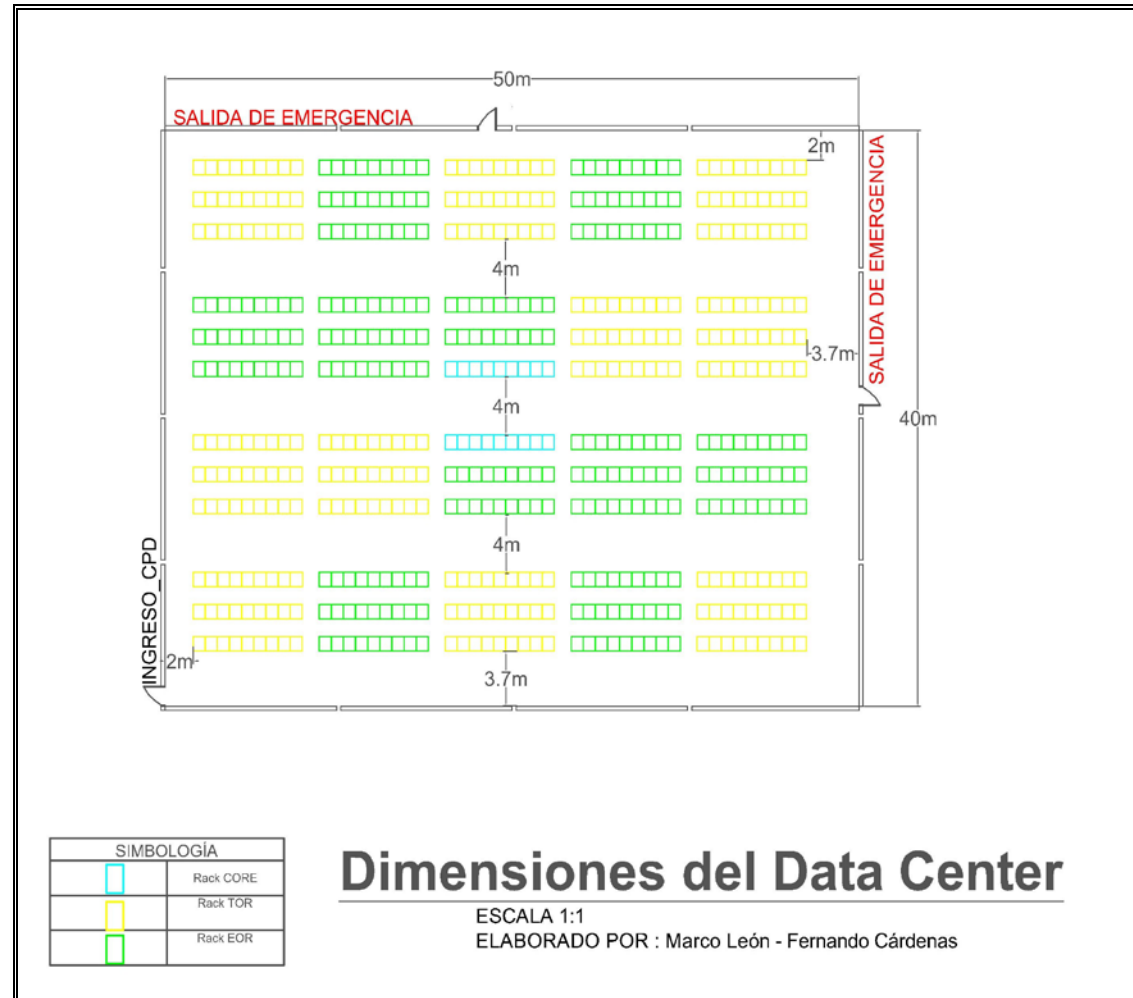 50m
SALIDA DE EMERGENCIA
2m
SALIDA DE EMERGENCIA
4m
3.7m
4m
40m
4m
INGRESO_CPD
2m
3.7m
SIMBOLOGÍA
Rack CORE
Rack TOR
Rack EOR
Dimensiones del Data Center
ESCALA 1:1
ELABORADO POR : Marco León - Fernando Cárdenas